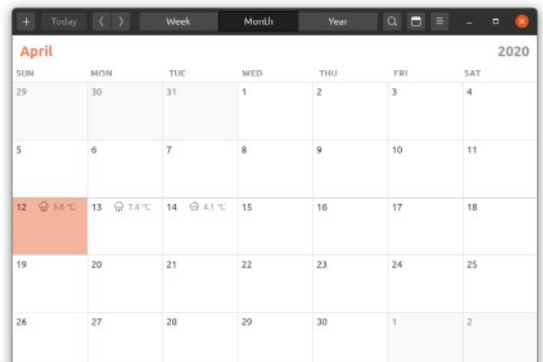 + Today Week Month Year
April 2020
SUN MON TUE WED THU FRI SAT
29 30 31 1 2 3 4
5 6 7 8 9 10 11
12 5.6 °C 13 7.4 °C 14 4.1 °C 15 16 17 18
19 20 21 22 23 24 25
26 27 28 29 30 1 2